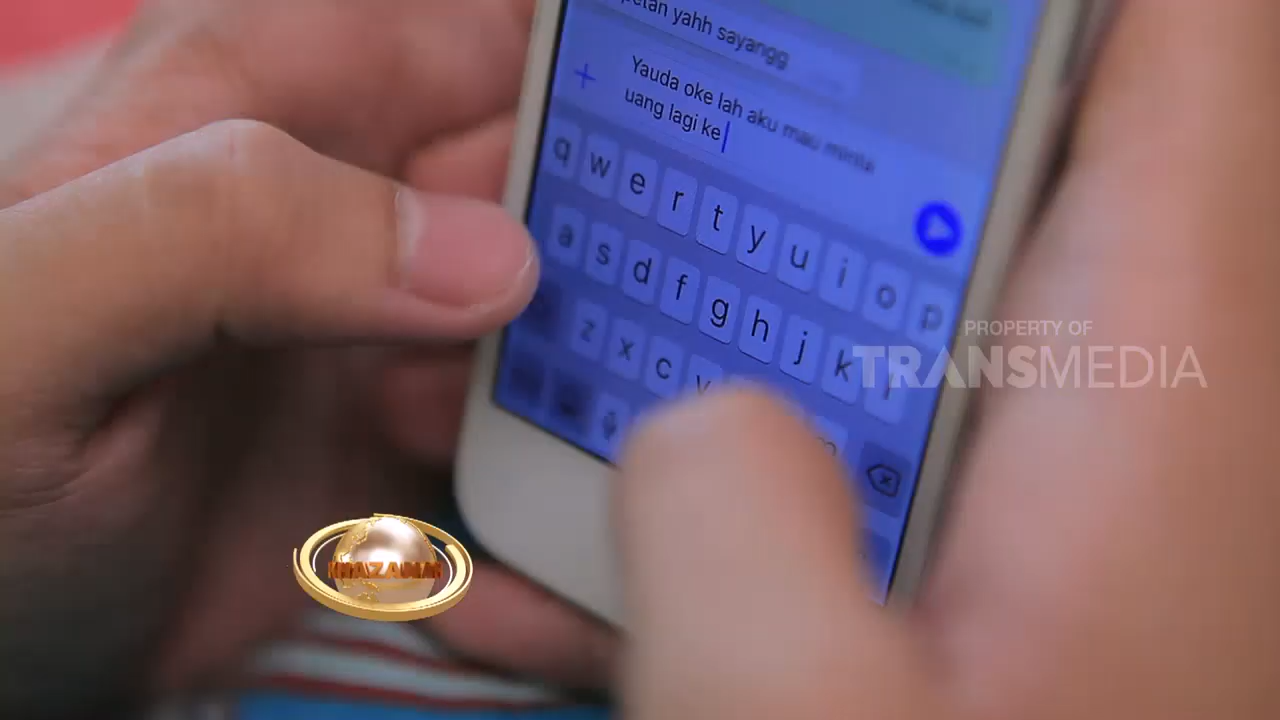 yahh sayangg
Yauda oke lah aku mau minta
uang lagi ke
q w e r t y u i o p
a s d f g h j k l
z x c v m
PROPERTY OF
TRANSMEDIA
KHAZANAH